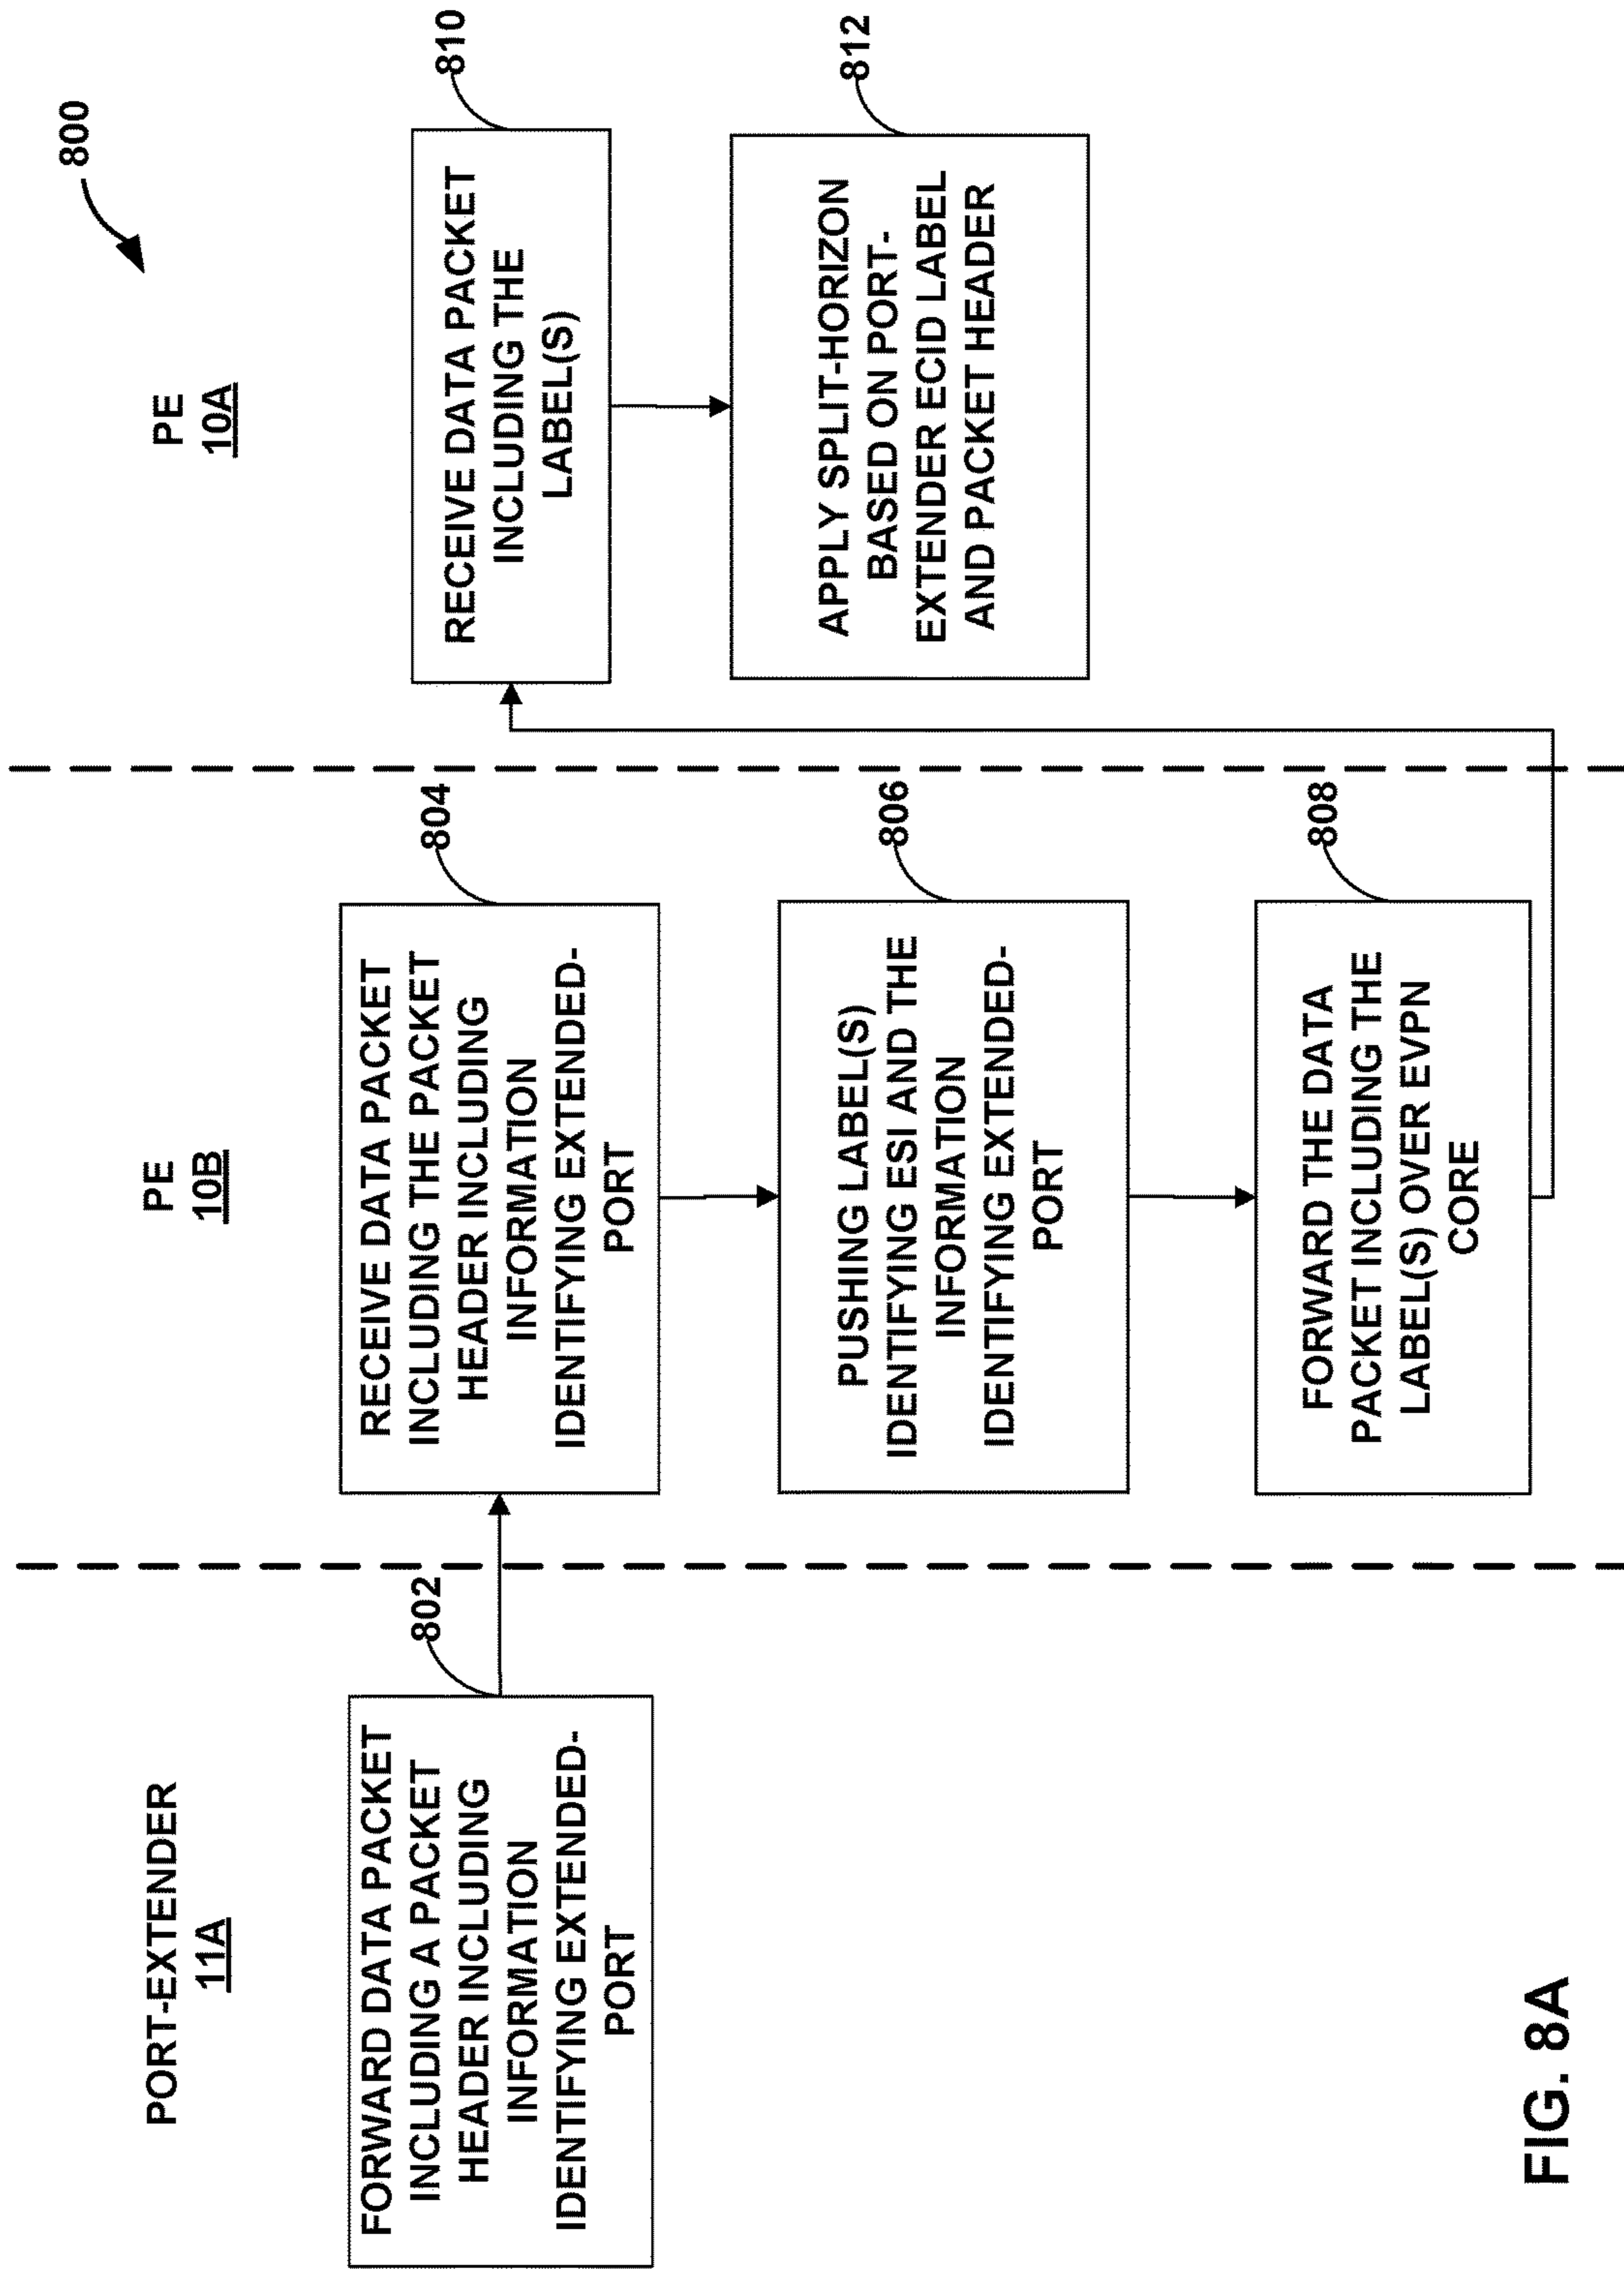 800
PORT-EXTENDER
11A
PE
10B
PE
10A
802
FORWARD DATA PACKET
INCLUDING A PACKET
HEADER INCLUDING
INFORMATION
IDENTIFYING EXTENDED-
PORT
804
RECEIVE DATA PACKET
INCLUDING THE PACKET
HEADER INCLUDING
INFORMATION
IDENTIFYING EXTENDED-
PORT
806
PUSHING LABEL(S)
IDENTIFYING ESI AND THE
INFORMATION
IDENTIFYING EXTENDED-
PORT
808
FORWARD THE DATA
PACKET INCLUDING THE
LABEL(S) OVER EVPN
CORE
810
RECEIVE DATA PACKET
INCLUDING THE
LABEL(S)
812
APPLY SPLIT-HORIZON
BASED ON PORT-
EXTENDER ECID LABEL
AND PACKET HEADER
FIG. 8A